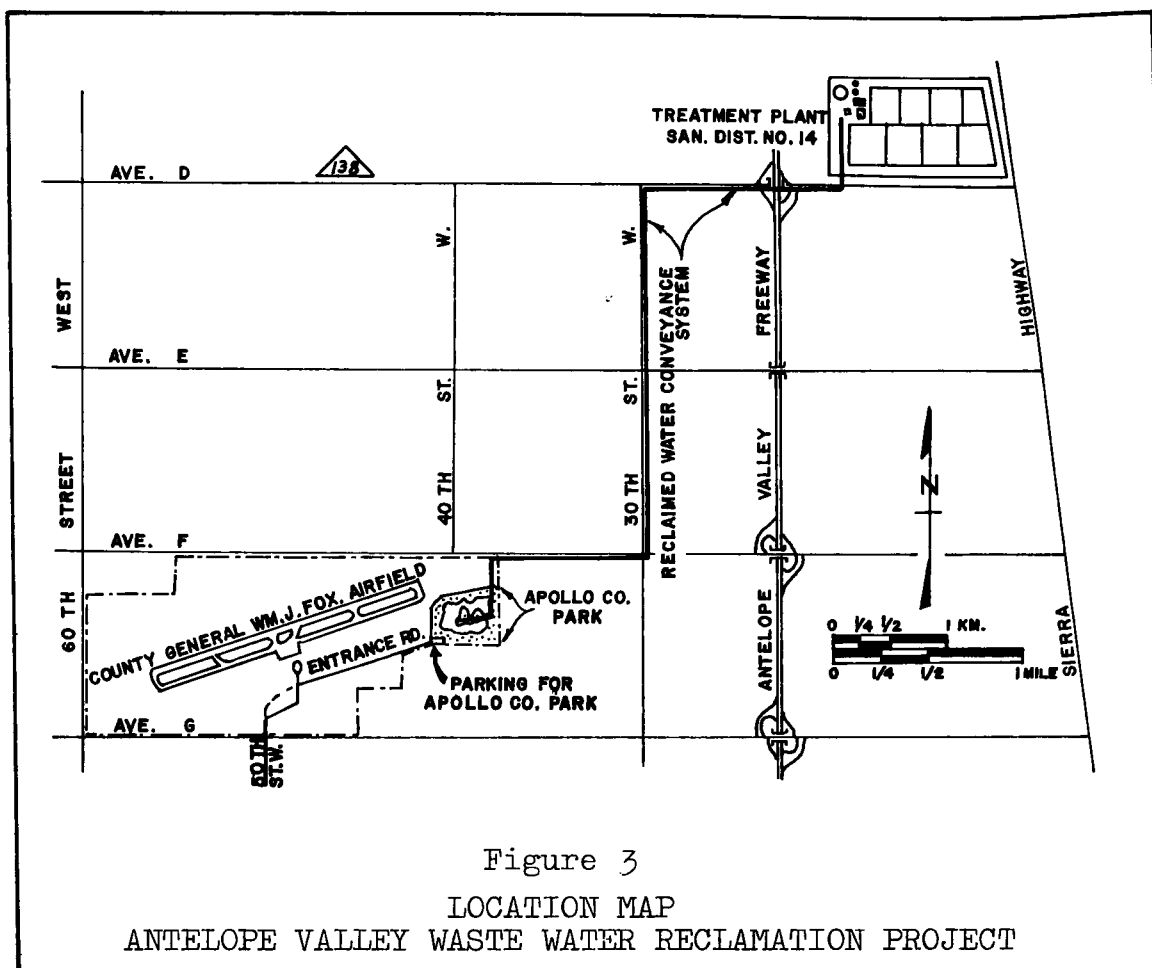 TREATMENT PLANT
SAN. DIST. NO. 14
AVE. D
138
W.
W.
RECLAIMED WATER CONVEYANCE
SYSTEM
FREEWAY
HIGHWAY
WEST
AVE. E
ST.
ST.
VALLEY
N
STREET
40 TH
30 TH
AVE. F
60 TH
COUNTY GENERAL WM. J. FOX AIRFIELD
APOLLO CO.
PARK
ENTRANCE RD.
ANTELOPE
0 1/4 1/2 1 KM.
0 1/4 1/2 1 MILE
SIERRA
PARKING FOR
APOLLO CO. PARK
AVE. G
50 TH
ST. W.
Figure 3
LOCATION MAP
ANTELOPE VALLEY WASTE WATER RECLAMATION PROJECT